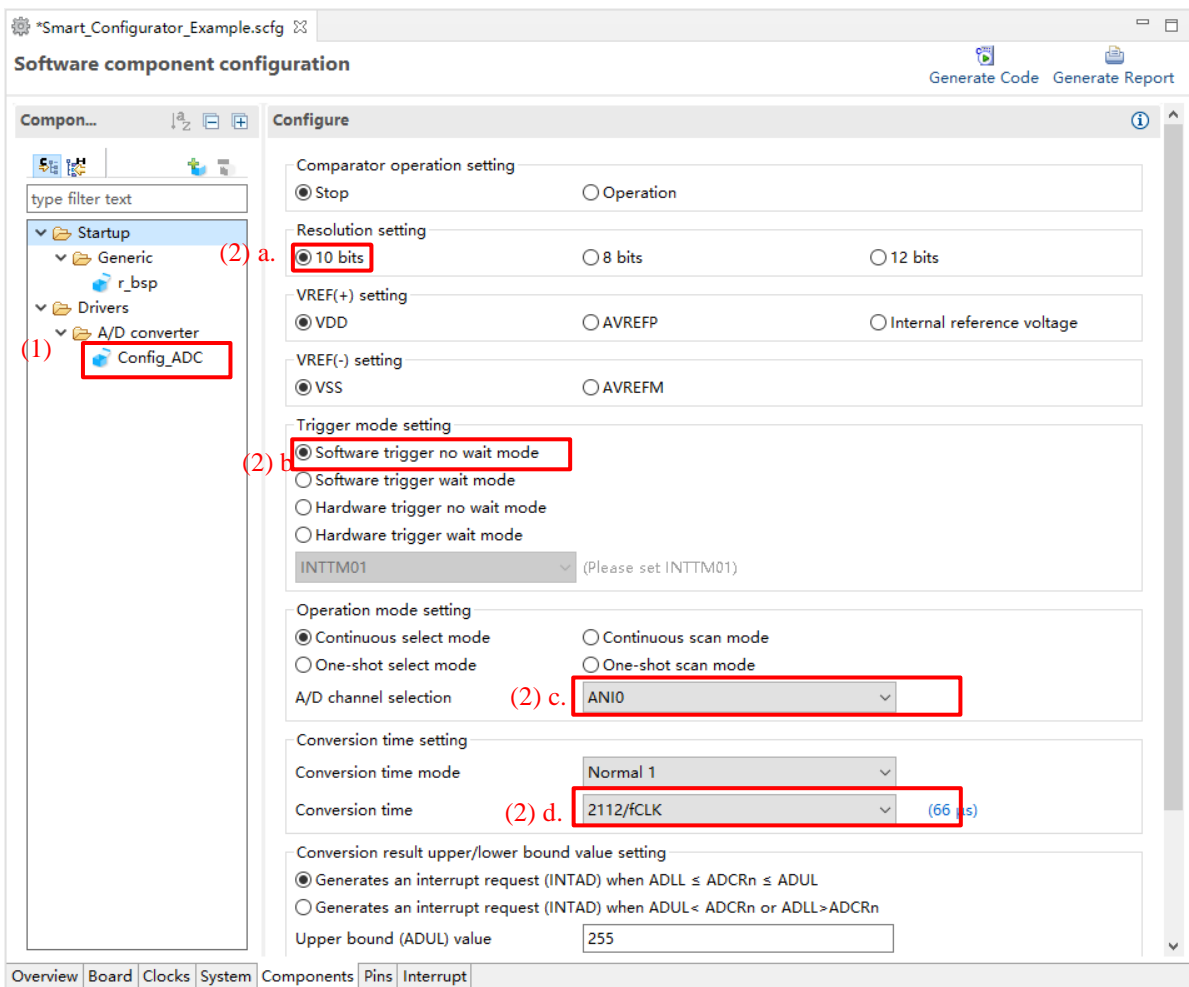 *Smart_Configurator_Example.scfg
Software component configuration
Generate Code Generate Report
Compon...
Configure
type filter text
Startup
Generic
r_bsp
Drivers
A/D converter
(1)
Config_ADC
Comparator operation setting
Stop Operation
Resolution setting
(2) a.
10 bits 8 bits 12 bits
VREF(+) setting
VDD AVREFP Internal reference voltage
VREF(-) setting
VSS AVREFM
Trigger mode setting
(2) b
Software trigger no wait mode
Software trigger wait mode
Hardware trigger no wait mode
Hardware trigger wait mode
INTTM01 (Please set INTTM01)
Operation mode setting
Continuous select mode Continuous scan mode
One-shot select mode One-shot scan mode
A/D channel selection (2) c. ANI0
Conversion time setting
Conversion time mode Normal 1
Conversion time (2) d. 2112/fCLK (66 µs)
Conversion result upper/lower bound value setting
Generates an interrupt request (INTAD) when ADLL ≤ ADCRn ≤ ADUL
Generates an interrupt request (INTAD) when ADUL< ADCRn or ADLL>ADCRn
Upper bound (ADUL) value 255
Overview Board Clocks System Components Pins Interrupt